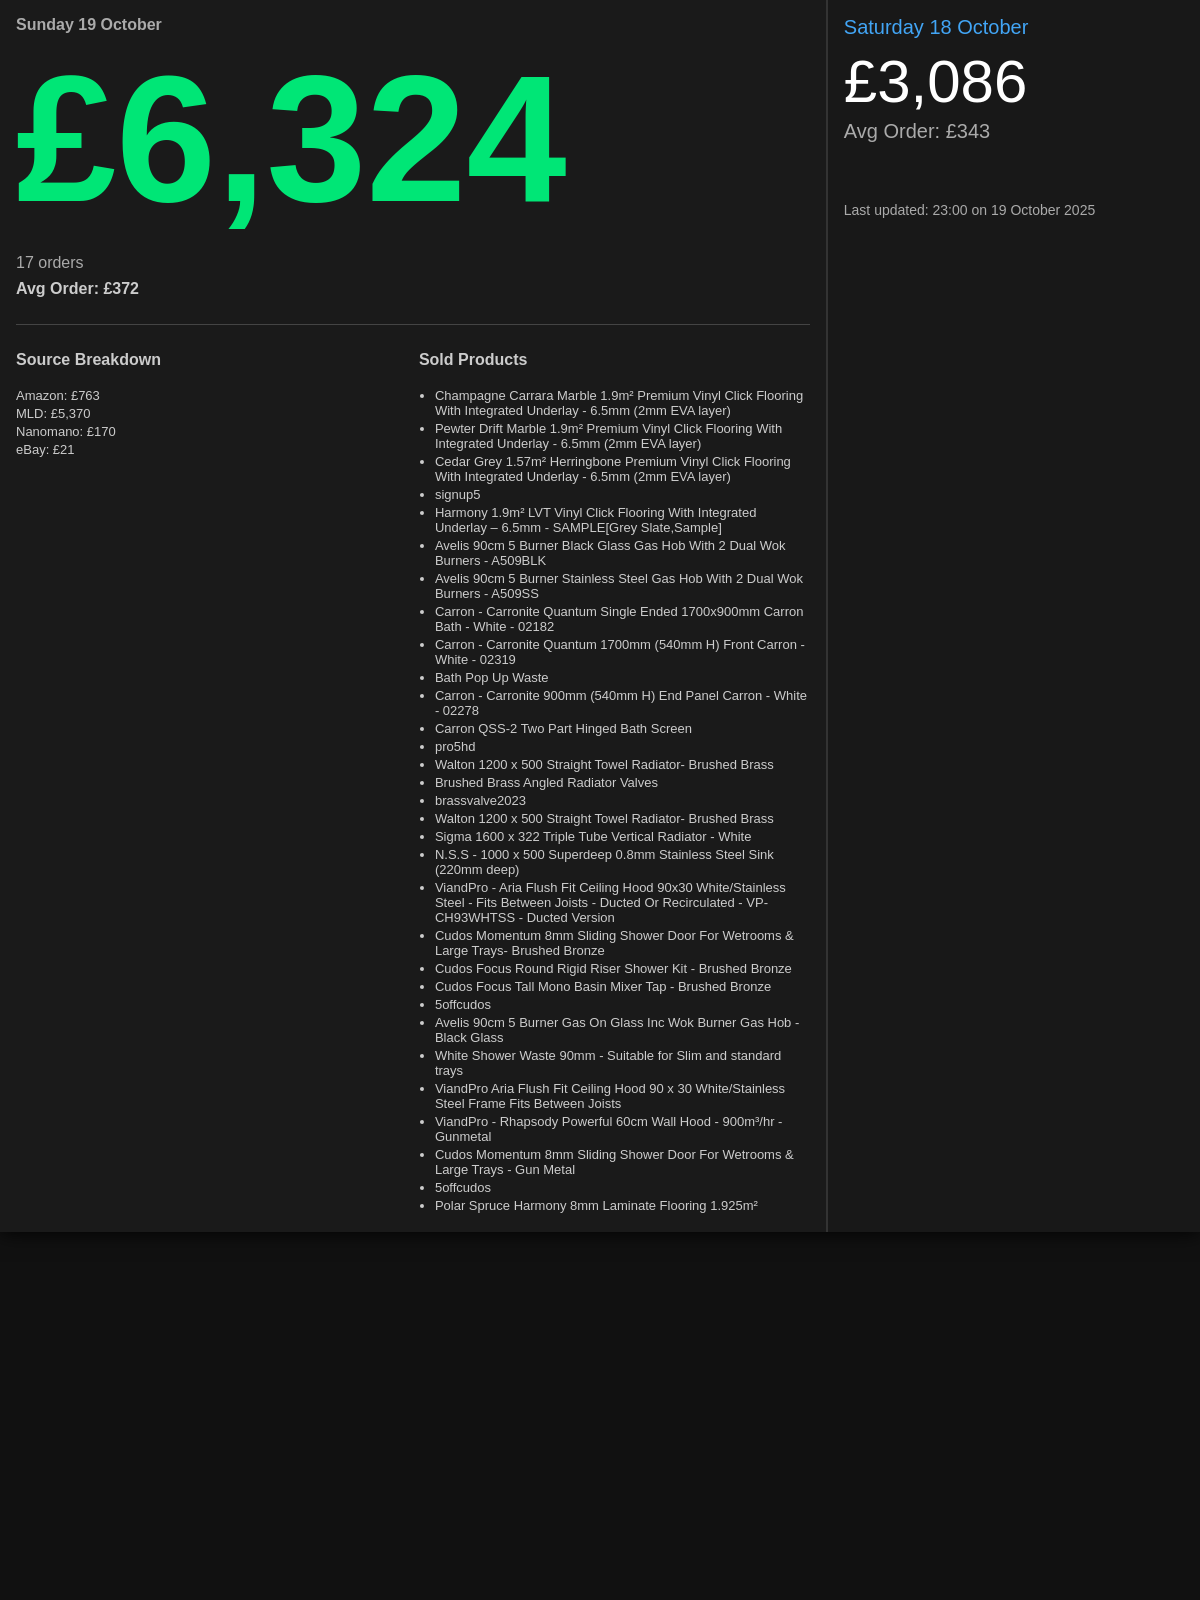 Sunday 19 October
£6,324
17 orders
Avg Order: £372
Source Breakdown
Amazon: £763
MLD: £5,370
Nanomano: £170
eBay: £21
Sold Products
Champagne Carrara Marble 1.9m² Premium Vinyl Click Flooring
With Integrated Underlay - 6.5mm (2mm EVA layer)
Pewter Drift Marble 1.9m² Premium Vinyl Click Flooring With
Integrated Underlay - 6.5mm (2mm EVA layer)
Cedar Grey 1.57m² Herringbone Premium Vinyl Click Flooring
With Integrated Underlay - 6.5mm (2mm EVA layer)
signup5
Harmony 1.9m² LVT Vinyl Click Flooring With Integrated
Underlay – 6.5mm - SAMPLE[Grey Slate,Sample]
Avelis 90cm 5 Burner Black Glass Gas Hob With 2 Dual Wok
Burners - A509BLK
Avelis 90cm 5 Burner Stainless Steel Gas Hob With 2 Dual Wok
Burners - A509SS
Carron - Carronite Quantum Single Ended 1700x900mm Carron
Bath - White - 02182
Carron - Carronite Quantum 1700mm (540mm H) Front Carron -
White - 02319
Bath Pop Up Waste
Carron - Carronite 900mm (540mm H) End Panel Carron - White
- 02278
Carron QSS-2 Two Part Hinged Bath Screen
pro5hd
Walton 1200 x 500 Straight Towel Radiator- Brushed Brass
Brushed Brass Angled Radiator Valves
brassvalve2023
Walton 1200 x 500 Straight Towel Radiator- Brushed Brass
Sigma 1600 x 322 Triple Tube Vertical Radiator - White
N.S.S - 1000 x 500 Superdeep 0.8mm Stainless Steel Sink
(220mm deep)
ViandPro - Aria Flush Fit Ceiling Hood 90x30 White/Stainless
Steel - Fits Between Joists - Ducted Or Recirculated - VP-
CH93WHTSS - Ducted Version
Cudos Momentum 8mm Sliding Shower Door For Wetrooms &
Large Trays- Brushed Bronze
Cudos Focus Round Rigid Riser Shower Kit - Brushed Bronze
Cudos Focus Tall Mono Basin Mixer Tap - Brushed Bronze
5offcudos
Avelis 90cm 5 Burner Gas On Glass Inc Wok Burner Gas Hob -
Black Glass
White Shower Waste 90mm - Suitable for Slim and standard
trays
ViandPro Aria Flush Fit Ceiling Hood 90 x 30 White/Stainless
Steel Frame Fits Between Joists
ViandPro - Rhapsody Powerful 60cm Wall Hood - 900m³/hr -
Gunmetal
Cudos Momentum 8mm Sliding Shower Door For Wetrooms &
Large Trays - Gun Metal
5offcudos
Polar Spruce Harmony 8mm Laminate Flooring 1.925m²
Saturday 18 October
£3,086
Avg Order: £343
Last updated: 23:00 on 19 October 2025